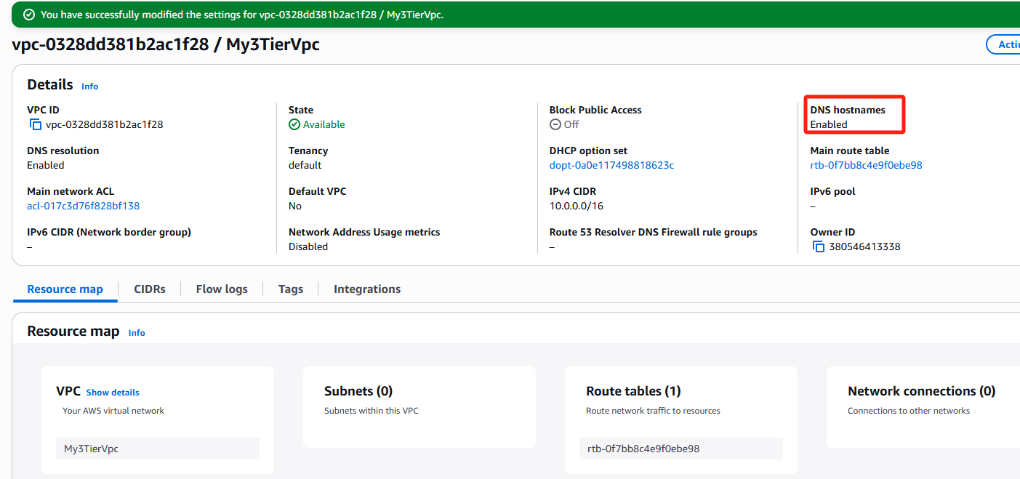 You have successfully modified the settings for vpc-0328dd381b2ac1f28 / My3TierVpc.
vpc-0328dd381b2ac1f28 / My3TierVpc
Details Info
VPC ID
vpc-0328dd381b2ac1f28
State
Available
Block Public Access
Off
DNS hostnames
Enabled
DNS resolution
Enabled
Tenancy
default
DHCP option set
dopt-0a0e117498818623c
Main route table
rtb-0f7bb8c4e9f0ebe98
Main network ACL
acl-017c3d76f828bf138
Default VPC
No
IPv4 CIDR
10.0.0.0/16
IPv6 pool
–
IPv6 CIDR (Network border group)
–
Network Address Usage metrics
Disabled
Route 53 Resolver DNS Firewall rule groups
–
Owner ID
380546413338
Resource map
CIDRs
Flow logs
Tags
Integrations
Resource map Info
VPC Show details
Your AWS virtual network
My3TierVpc
Subnets (0)
Subnets within this VPC
Route tables (1)
Route network traffic to resources
rtb-0f7bb8c4e9f0ebe98
Network connections (0)
Connections to other networks